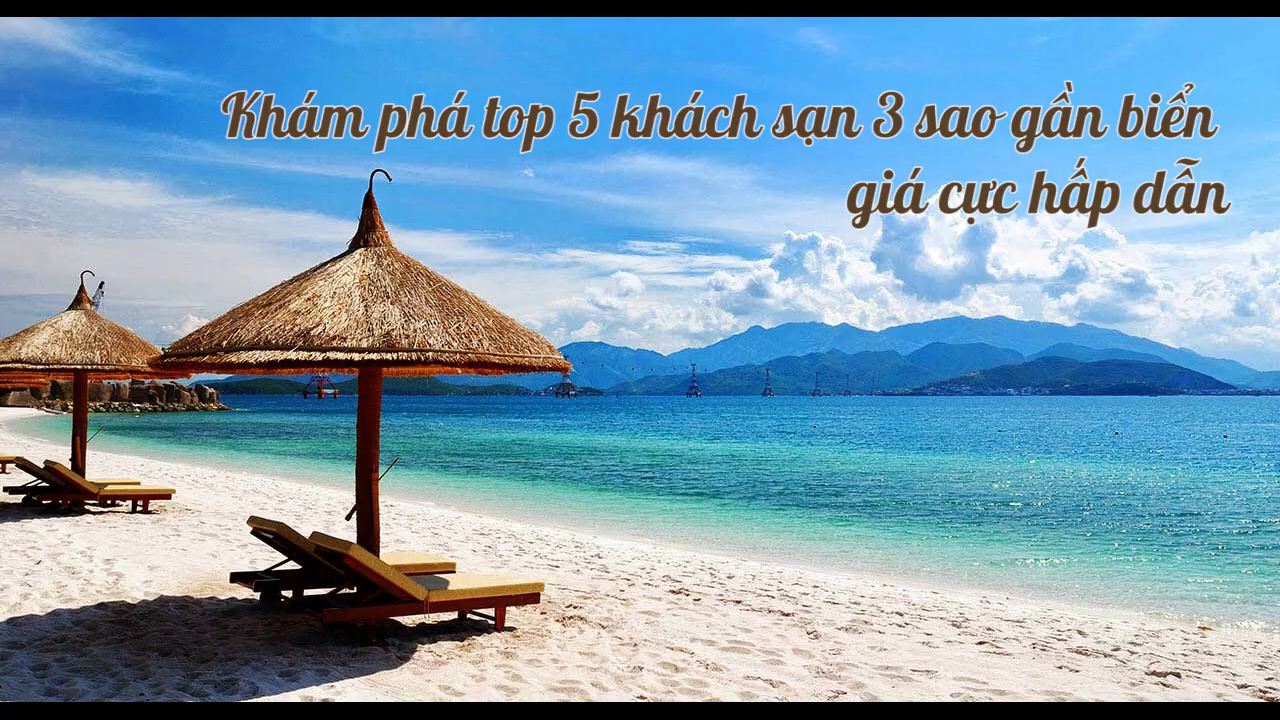 Khám phá top 5 khách sạn 3 sao gần biển
giá cực hấp dẫn